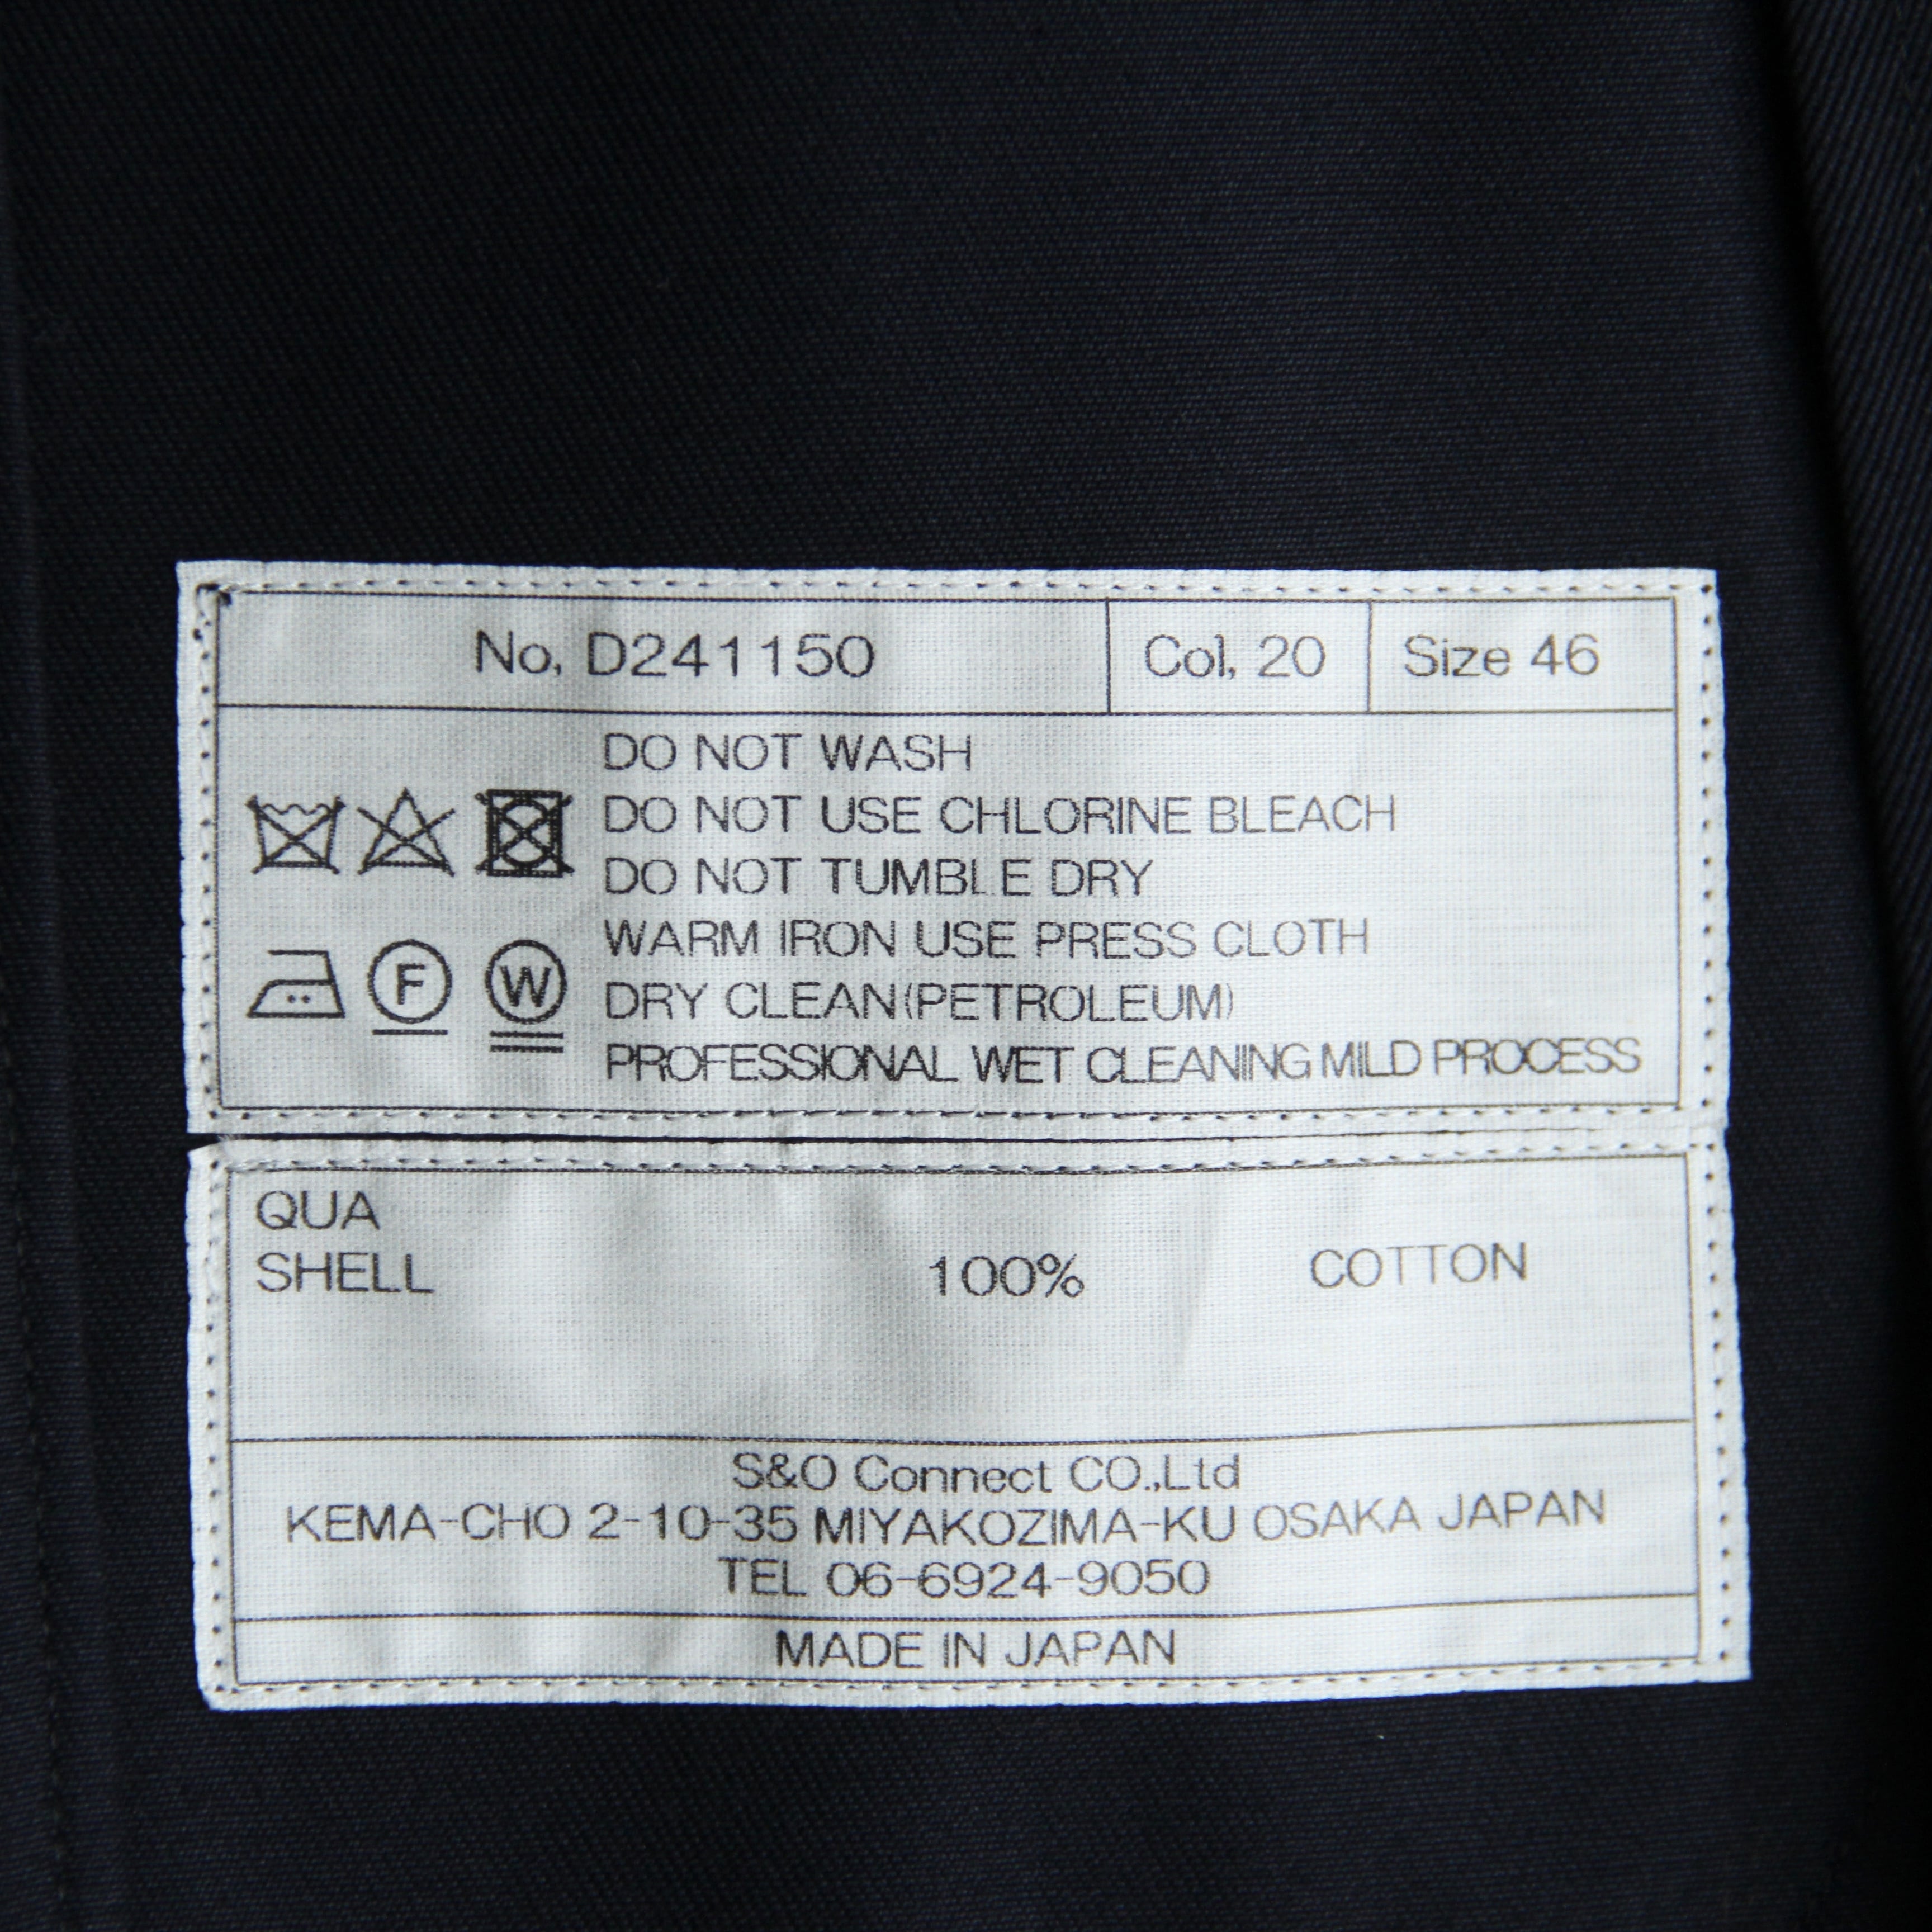 No. D241150 Col. 20 Size 46
DO NOT WASH
DO NOT USE CHLORINE BLEACH
DO NOT TUMBLE DRY
WARM IRON USE PRESS CLOTH
F W DRY CLEAN(PETROLEUM)
PROFESSIONAL WET CLEANING MILD PROCESS
QUA
SHELL 100% COTTON
S&O Connect CO.,Ltd
KEMA-CHO 2-10-35 MIYAKOZIMA-KU OSAKA JAPAN
TEL 06-6924-9050
MADE IN JAPAN